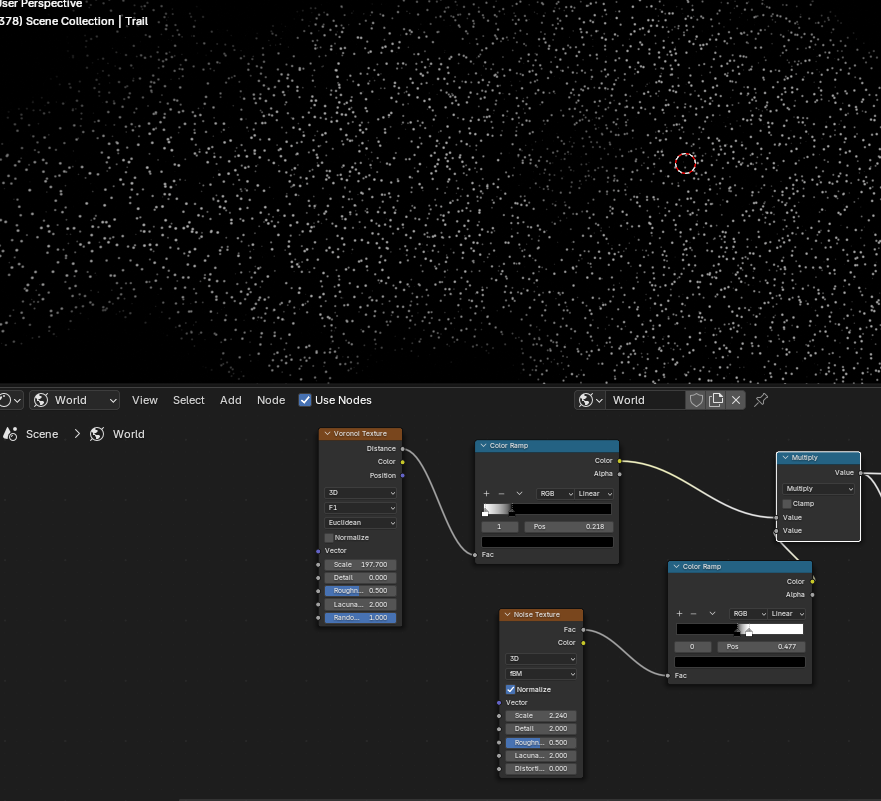 User Perspective
378) Scene Collection | Trail
World
View
Select
Add
Node
Use Nodes
World
Scene
World
Voronoi Texture
Distance
Color
Position
3D
F1
Euclidean
Normalize
Vector
Scale 197.700
Detail 0.000
Roughn... 0.500
Lacuna... 2.000
Rando... 1.000
Color Ramp
Color
Alpha
RGB
Linear
1
Pos 0.218
Fac
Noise Texture
Fac
Color
3D
fBM
Normalize
Vector
Scale 2.240
Detail 2.000
Roughn... 0.500
Lacuna... 2.000
Distorti... 0.000
Color Ramp
Color
Alpha
RGB
Linear
0
Pos 0.477
Fac
Multiply
Value
Multiply
Clamp
Value
Value